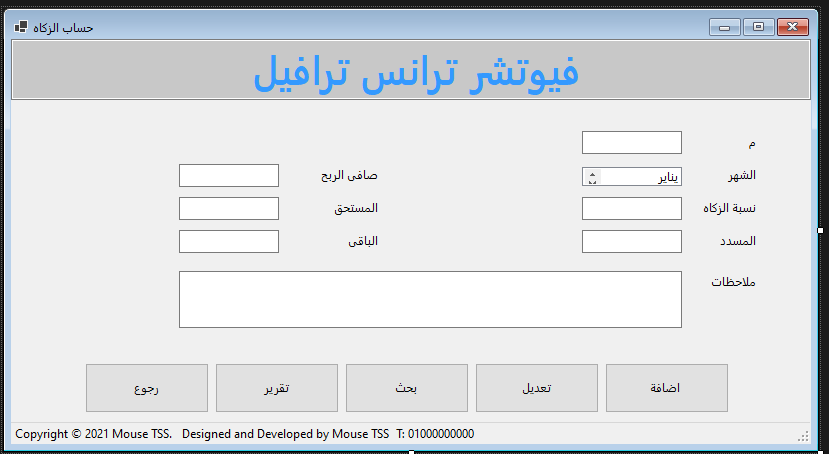 حساب الزكاه
فيوتشر ترانس ترافيل
م
الشهر
يناير
صافى الربح
نسبة الزكاه
المستحق
المسدد
الباقى
ملاحظات
اضافة
تعديل
بحث
تقرير
رجوع
Copyright © 2021 Mouse TSS. Designed and Developed by Mouse TSS T: 01000000000